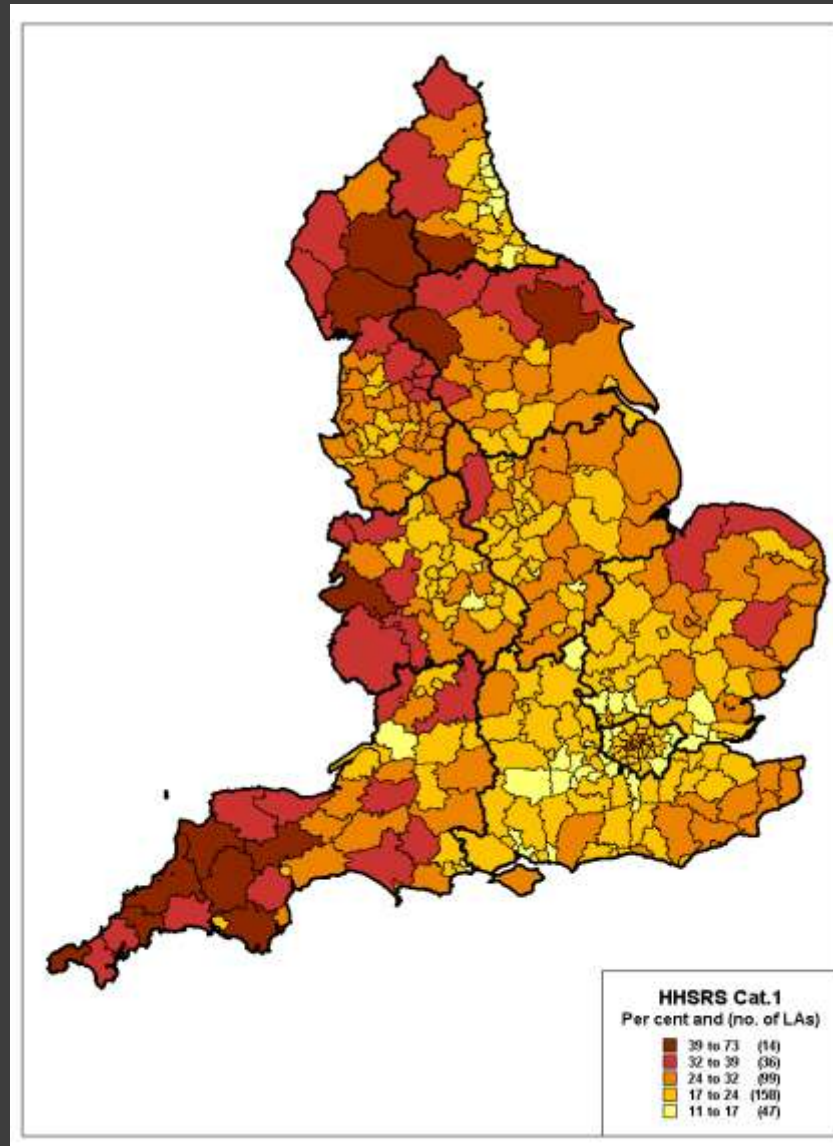 HHSRS Cat.1
Per cent and (no. of LAs)
39 to 73 (14)
32 to 39 (36)
24 to 32 (99)
17 to 24 (158)
11 to 17 (47)